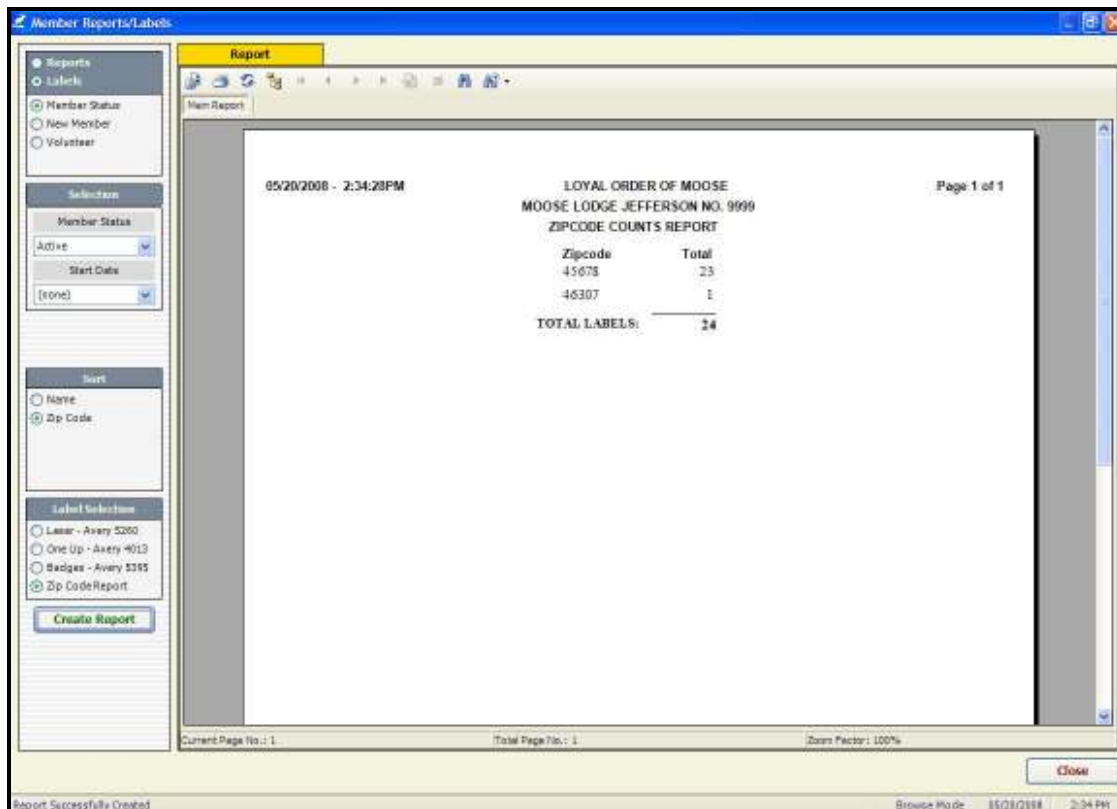 Member Reports/Labels
Reports
Labels
Member Status
New Member
Volunteer
Selection
Member Status
Active
Start Date
[none]
Sort
Name
Zip Code
Label Selection
Laser - Avery 5260
One Up - Avery 4013
Badges - Avery 5395
Zip Code Report
Create Report
Report
Main Report
05/20/2008 - 2:34:28PM
LOYAL ORDER OF MOOSE
Page 1 of 1
MOOSE LODGE JEFFERSON NO. 9999
ZIPCODE COUNTS REPORT
Zipcode Total
45678 23
46307 1
TOTAL LABELS: 24
Current Page No.: 1
Total Page No.: 1
Zoom Factor: 100%
Close
Report Successfully Created
Browse Mode
05/20/2008
2:34 PM